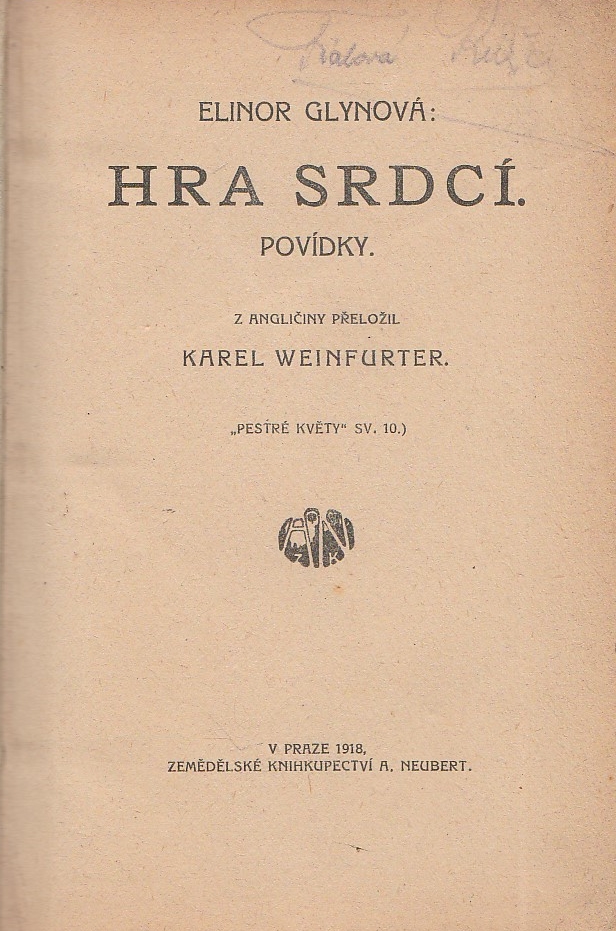 ELINOR GLYNOVÁ:
HRA SRDCÍ.
POVÍDKY.
Z ANGLIČINY PŘELOŽIL
KAREL WEINFURTER.
„PESTRÉ KVĚTY“ SV. 10.)
V PRAZE 1918,
ZEMĚDĚLSKÉ KNIHKUPECTVÍ A. NEUBERT.